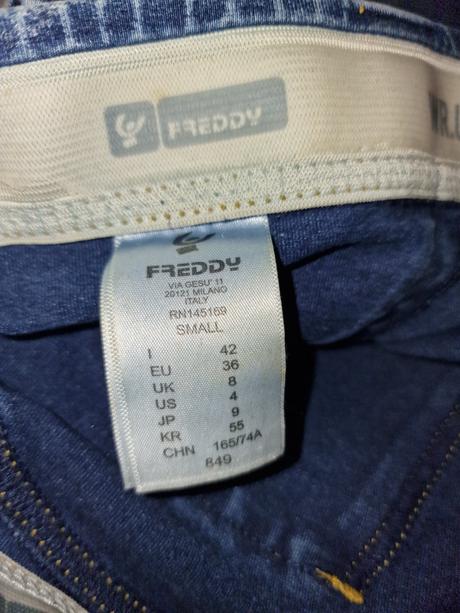 FREDDY
WR.U
FREDDY
VIA GESU' 11
20121 MILANO
ITALY
RN145169
SMALL
I 42
EU 36
UK 8
US 4
JP 9
KR 55
CHN 165/74A
849